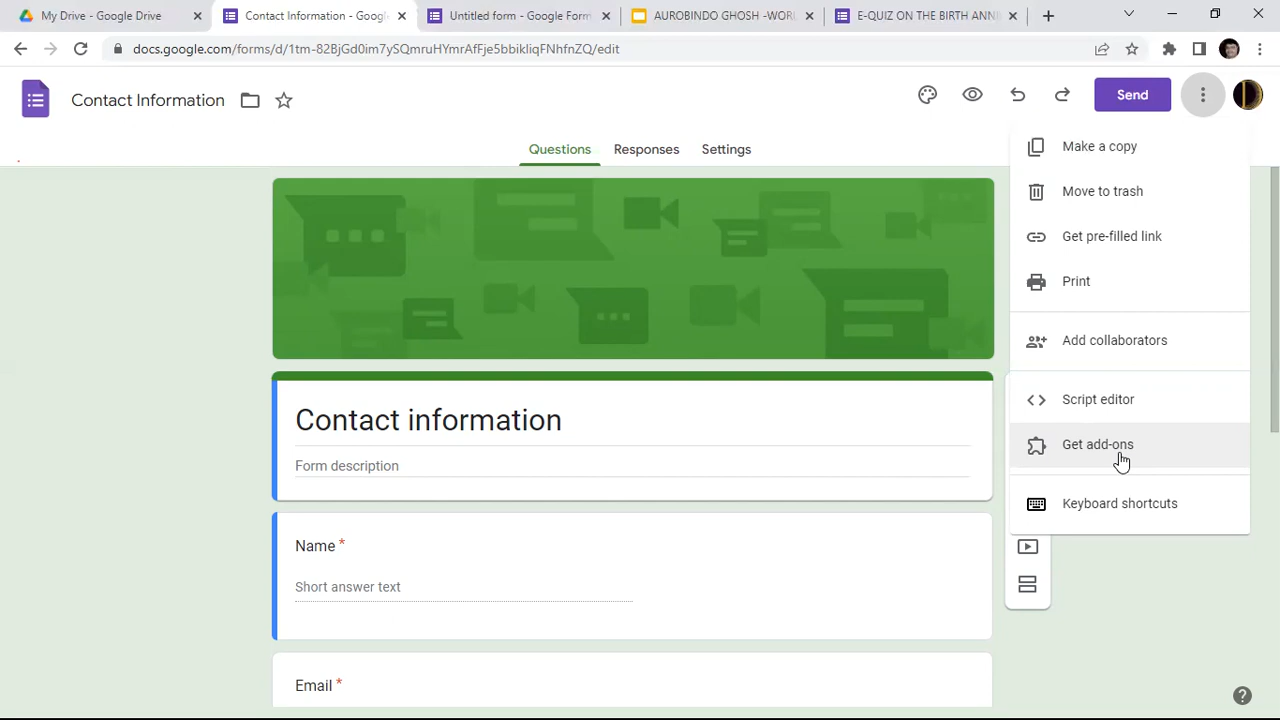 My Drive - Google Drive
Contact Information - Goog
Untitled form - Google Form
AUROBINDO GHOSH -WORL
E-QUIZ ON THE BIRTH ANN
docs.google.com/forms/d/1tm-82BjGd0im7ySQmruHYmrAfFje5bbikliqFNhfnZQ/edit
Contact Information
Send
Questions
Responses
Settings
Make a copy
Move to trash
Get pre-filled link
Print
Add collaborators
Script editor
Get add-ons
Keyboard shortcuts
Contact information
Form description
Name *
Short answer text
Email *